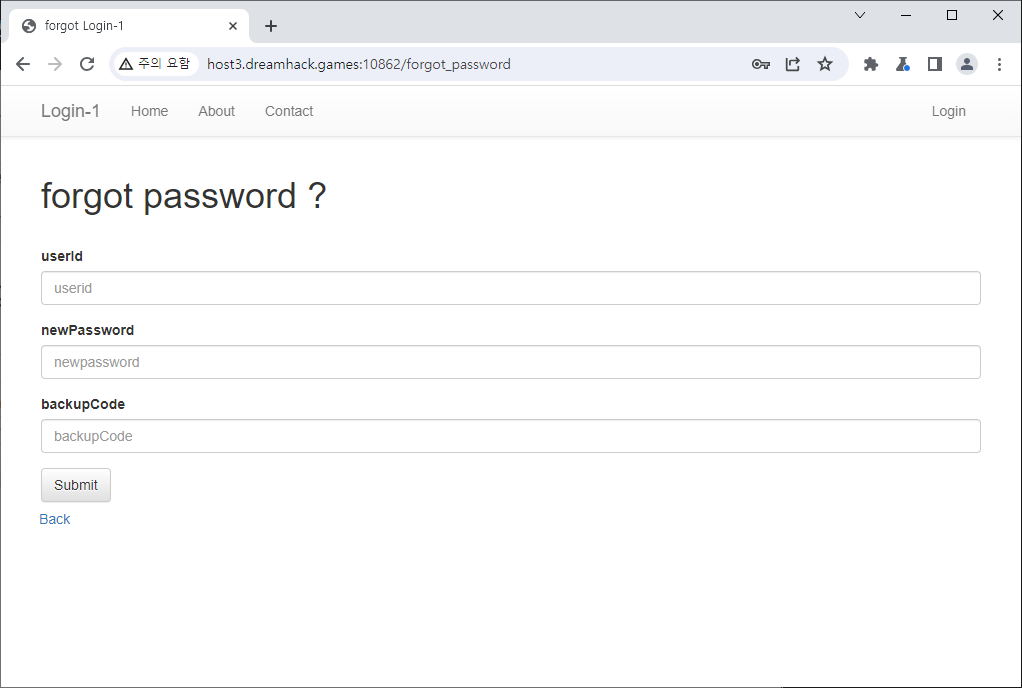 forgot Login-1
주의 요함 host3.dreamhack.games:10862/forgot_password
Login-1 Home About Contact Login
forgot password ?
userid
userid
newPassword
newpassword
backupCode
backupCode
Submit
Back